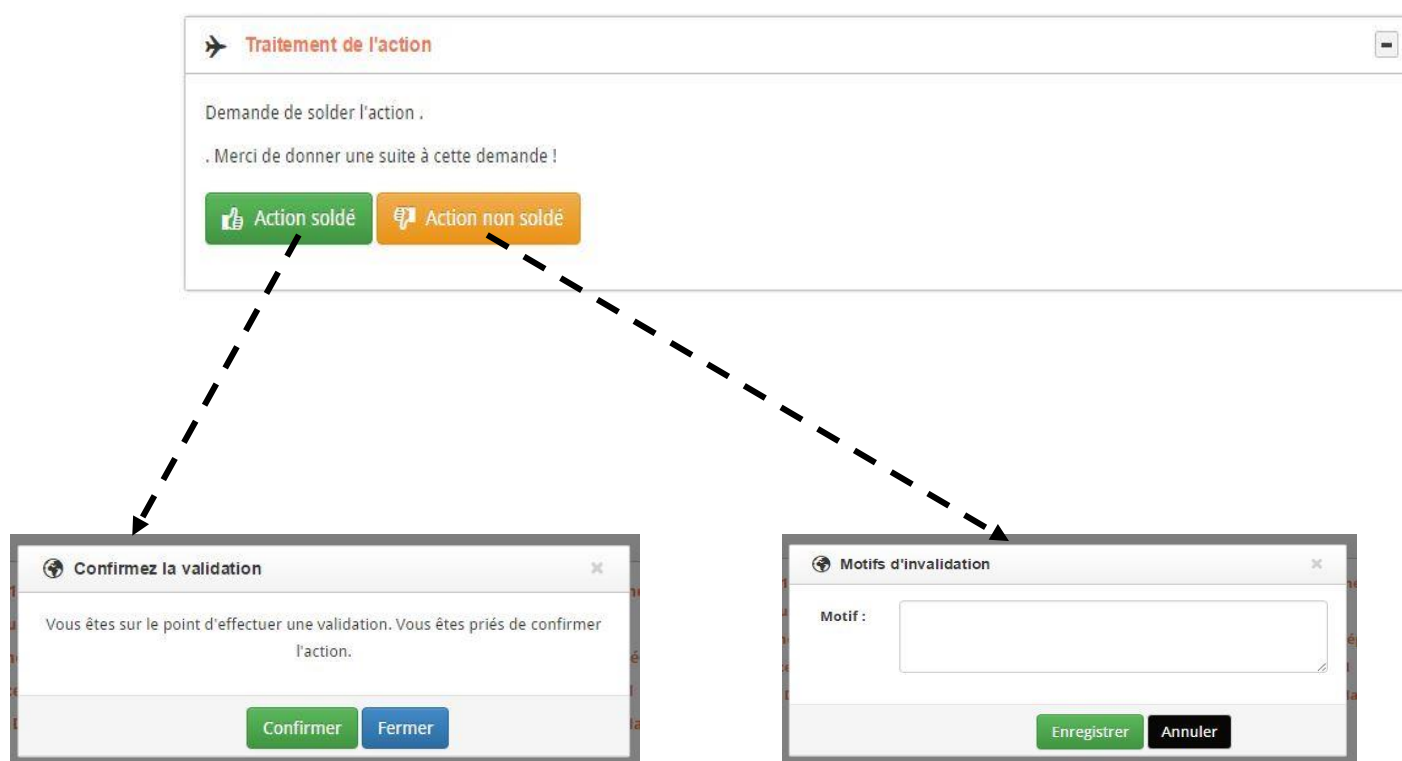 Traitement de l'action
Demande de solder l'action .
. Merci de donner une suite à cette demande !
Action soldé
Action non soldé
Confirmez la validation
Vous êtes sur le point d'effectuer une validation. Vous êtes priés de confirmer
l'action.
Confirmer
Fermer
Motifs d'invalidation
Motif :
Enregistrer
Annuler